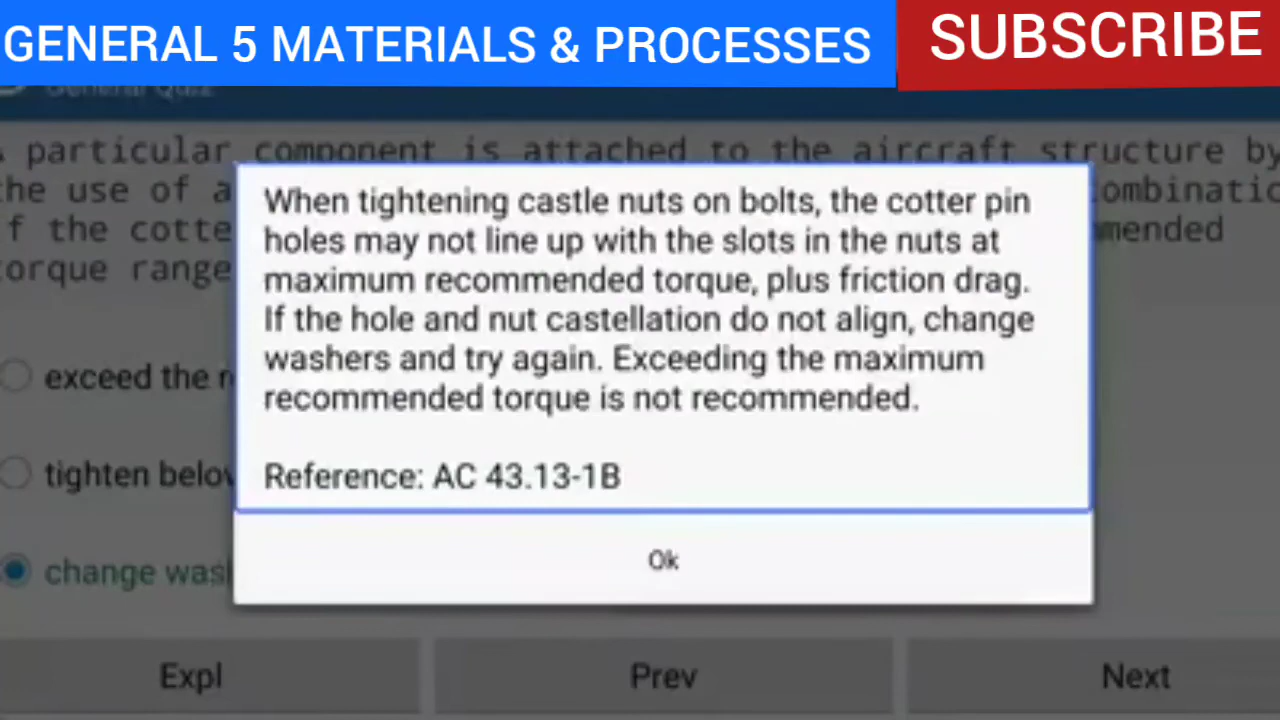 GENERAL 5 MATERIALS & PROCESSES
SUBSCRIBE
General Quiz
particular component is attached to the aircraft structure by
the use of a
f the cotte
torque range
When tightening castle nuts on bolts, the cotter pin
holes may not line up with the slots in the nuts at
maximum recommended torque, plus friction drag.
If the hole and nut castellation do not align, change
washers and try again. Exceeding the maximum
recommended torque is not recommended.
Reference: AC 43.13-1B
Ok
exceed the
tighten below
change was
Expl
Prev
Next